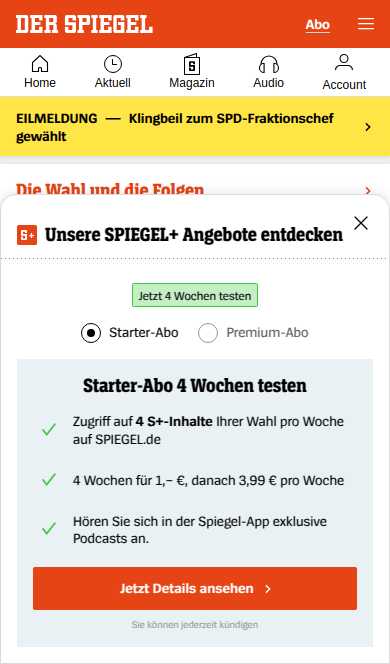 DER SPIEGEL
Abo
Home
Aktuell
Magazin
Audio
Account
EILMELDUNG — Klingbeil zum SPD-Fraktionschef
gewählt
Die Wahl und die Folgen
S+ Unsere SPIEGEL+ Angebote entdecken
Jetzt 4 Wochen testen
Starter-Abo
Premium-Abo
Starter-Abo 4 Wochen testen
Zugriff auf 4 S+-Inhalte Ihrer Wahl pro Woche
auf SPIEGEL.de
4 Wochen für 1,– €, danach 3,99 € pro Woche
Hören Sie sich in der Spiegel-App exklusive
Podcasts an.
Jetzt Details ansehen
Sie können jederzeit kündigen